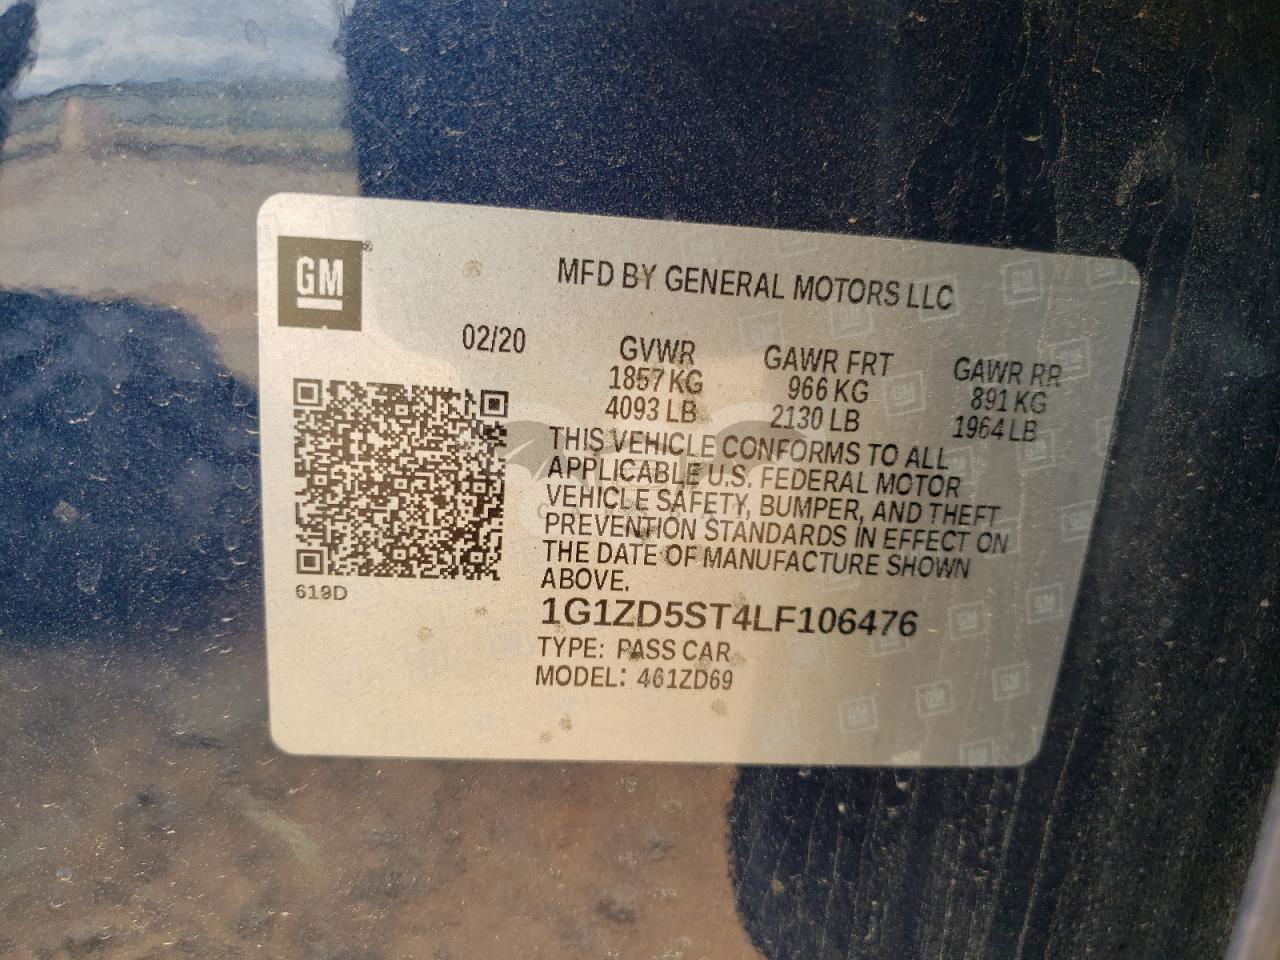 GM
MFD BY GENERAL MOTORS LLC
02/20
GVWR GAWR FRT GAWR RR
1857 KG 966 KG 891 KG
4093 LB 2130 LB 1964 LB
THIS VEHICLE CONFORMS TO ALL
APPLICABLE U.S. FEDERAL MOTOR
VEHICLE SAFETY, BUMPER, AND THEFT
PREVENTION STANDARDS IN EFFECT ON
THE DATE OF MANUFACTURE SHOWN
ABOVE.
619D
1G1ZD5ST4LF106476
TYPE: PASS CAR
MODEL: 461ZD69